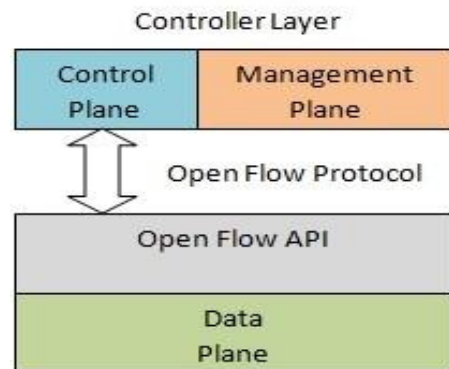 Controller Layer
Control
Plane
Management
Plane
Open Flow Protocol
Open Flow API
Data
Plane